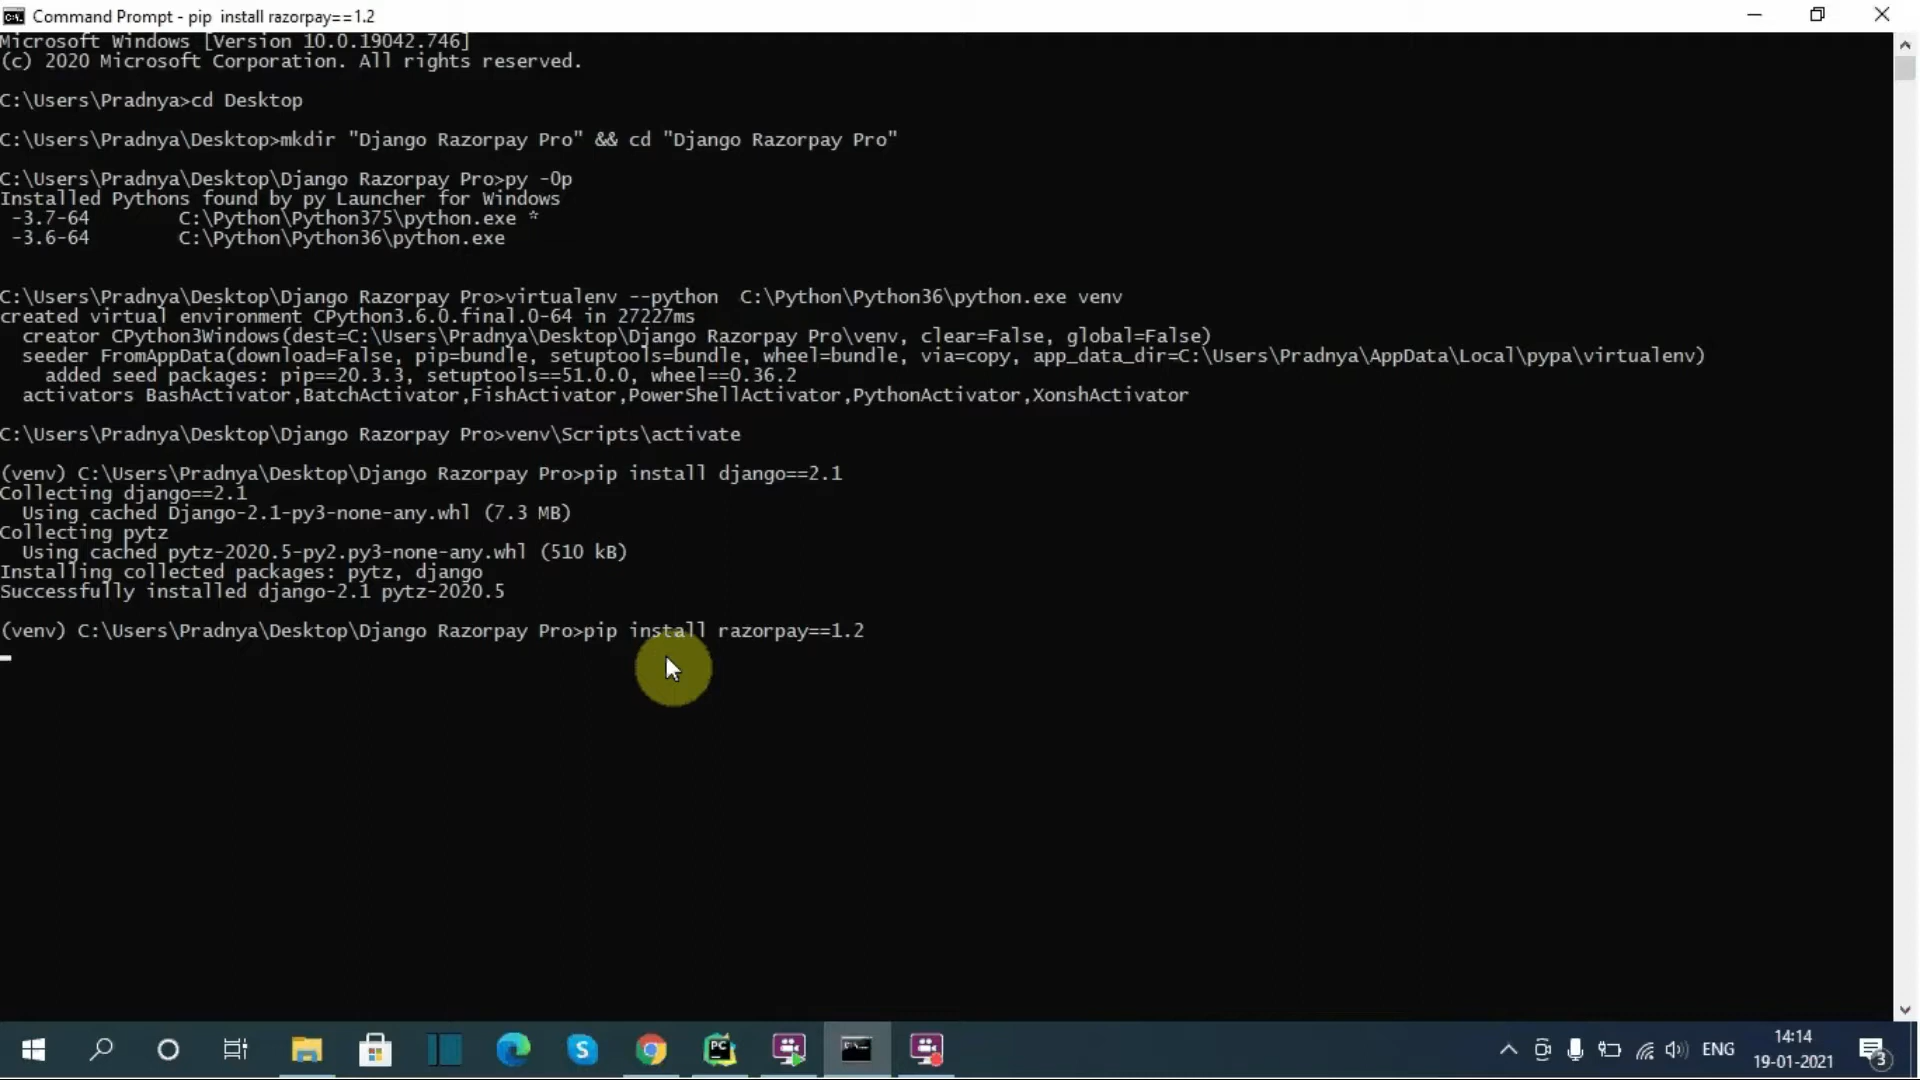 Command Prompt - pip  install razorpay==1.2
Microsoft Windows [Version 10.0.19042.746]
(c) 2020 Microsoft Corporation. All rights reserved.
C:\Users\Pradnya>cd Desktop
C:\Users\Pradnya\Desktop>mkdir "Django Razorpay Pro" && cd "Django Razorpay Pro"
C:\Users\Pradnya\Desktop\Django Razorpay Pro>py -0p
Installed Pythons found by py Launcher for Windows
 -3.7-64        C:\Python\Python375\python.exe *
 -3.6-64        C:\Python\Python36\python.exe
C:\Users\Pradnya\Desktop\Django Razorpay Pro>virtualenv --python  C:\Python\Python36\python.exe venv
created virtual environment CPython3.6.0.final.0-64 in 27227ms
  creator CPython3Windows(dest=C:\Users\Pradnya\Desktop\Django Razorpay Pro\venv, clear=False, global=False)
  seeder FromAppData(download=False, pip=bundle, setuptools=bundle, wheel=bundle, via=copy, app_data_dir=C:\Users\Pradnya\AppData\Local\pypa\virtualenv)
    added seed packages: pip==20.3.3, setuptools==51.0.0, wheel==0.36.2
  activators BashActivator,BatchActivator,FishActivator,PowerShellActivator,PythonActivator,XonshActivator
C:\Users\Pradnya\Desktop\Django Razorpay Pro>venv\Scripts\activate
(venv) C:\Users\Pradnya\Desktop\Django Razorpay Pro>pip install django==2.1
Collecting django==2.1
  Using cached Django-2.1-py3-none-any.whl (7.3 MB)
Collecting pytz
  Using cached pytz-2020.5-py2.py3-none-any.whl (510 kB)
Installing collected packages: pytz, django
Successfully installed django-2.1 pytz-2020.5
(venv) C:\Users\Pradnya\Desktop\Django Razorpay Pro>pip install razorpay==1.2
ENG
14:14
19-01-2021
3